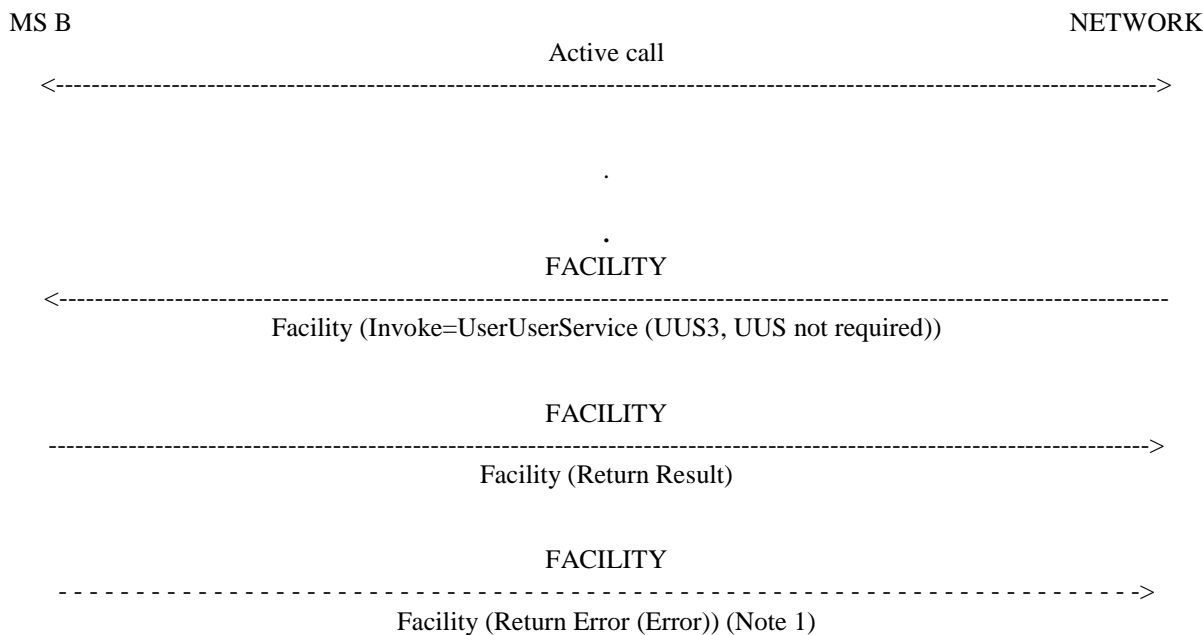 MS B NETWORK
Active call
<---------------------------------------------------------------------------------------------------------------------------->
.
.
FACILITY
<-----------------------------------------------------------------------------------------------------------------------------
Facility (Invoke=UserUserService (UUS3, UUS not required))
FACILITY
----------------------------------------------------------------------------------------------------------------------------->
Facility (Return Result)
FACILITY
- - - - - - - - - - - - - - - - - - - - - - - - - - - - - - - - - - - - - - - - - - - - - - - - - - - - - - - - - - - - - - - - - - - - - ->
Facility (Return Error (Error)) (Note 1)